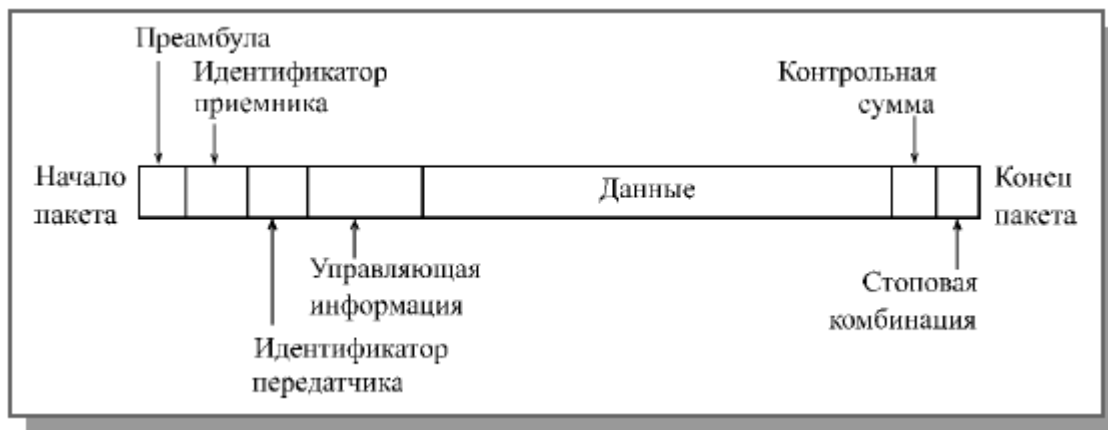 Преамбула
Идентификатор
приемника
Контрольная
сумма
Начало
пакета
Данные
Конец
пакета
Управляющая
информация
Стоповая
комбинация
Идентификатор
передатчика